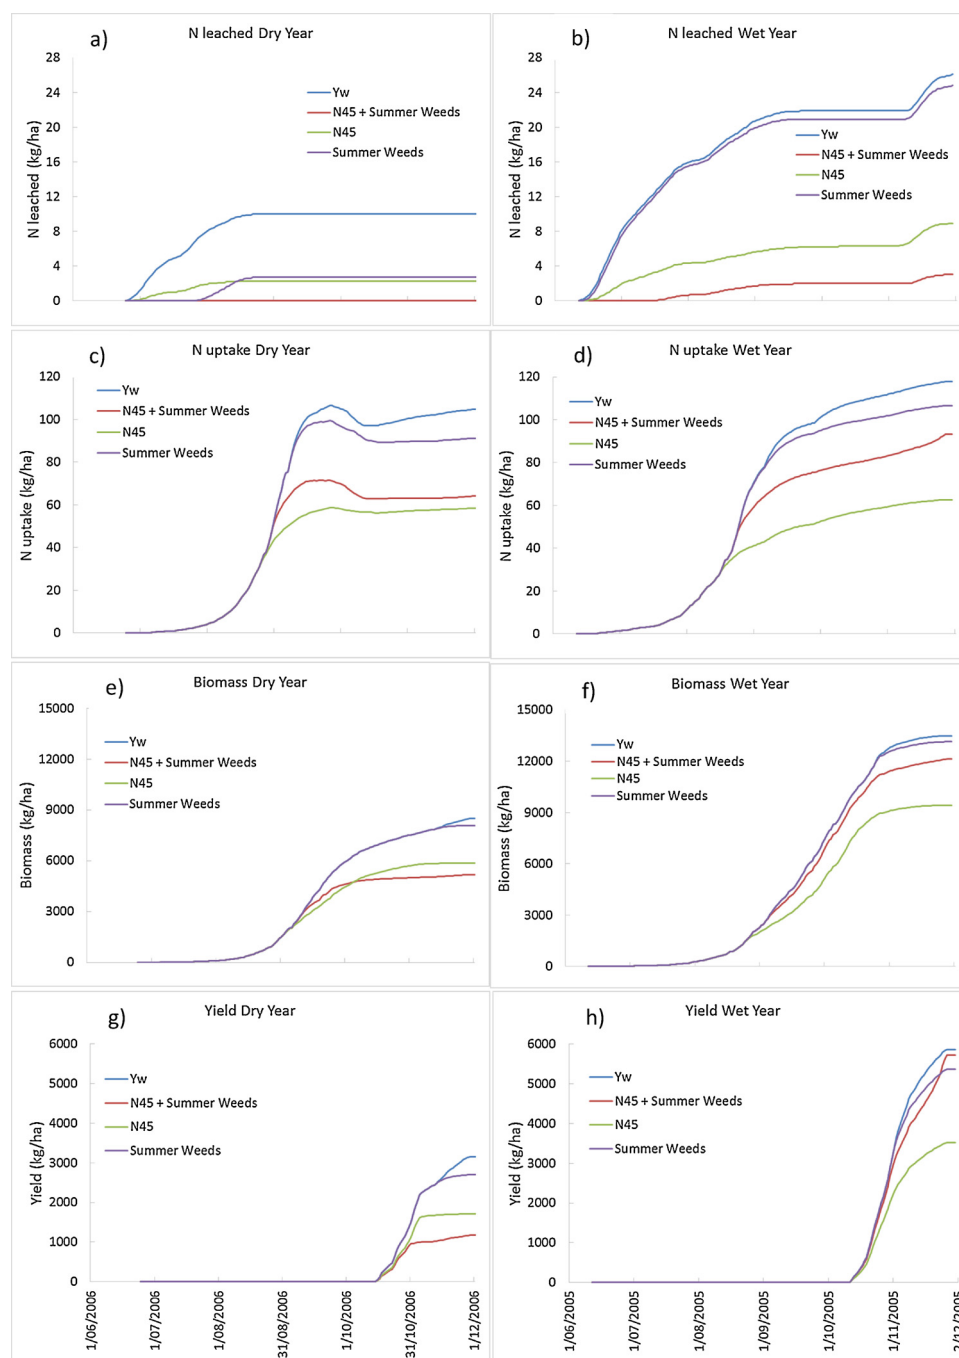 a)
N leached Dry Year
N leached (kg/ha)
28
24
20
16
12
8
4
0
Yw
N45 + Summer Weeds
N45
Summer Weeds
b)
N leached Wet Year
N leached (kg/ha)
28
24
20
16
12
8
4
0
Yw
N45 + Summer Weeds
N45
Summer Weeds
c)
N uptake Dry Year
N uptake (kg/ha)
120
100
80
60
40
20
0
Yw
N45 + Summer Weeds
N45
Summer Weeds
d)
N uptake Wet Year
N uptake (kg/ha)
120
100
80
60
40
20
0
Yw
N45 + Summer Weeds
N45
Summer Weeds
e)
Biomass Dry Year
Biomass (kg/ha)
15000
12000
9000
6000
3000
0
Yw
N45 + Summer Weeds
N45
Summer Weeds
f)
Biomass Wet Year
Biomass (kg/ha)
15000
12000
9000
6000
3000
0
Yw
N45 + Summer Weeds
N45
Summer Weeds
g)
Yield Dry Year
Yield (kg/ha)
6000
5000
4000
3000
2000
1000
0
Yw
N45 + Summer Weeds
N45
Summer Weeds
1/06/2006
1/07/2006
1/08/2006
31/08/2006
1/10/2006
31/10/2006
1/12/2006
h)
Yield Wet Year
Yield (kg/ha)
6000
5000
4000
3000
2000
1000
0
Yw
N45 + Summer Weeds
N45
Summer Weeds
1/06/2005
1/07/2005
1/08/2005
1/09/2005
1/10/2005
1/11/2005